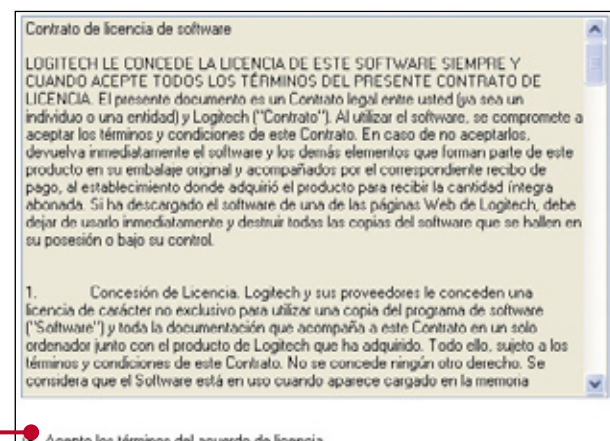 Contrato de licencia de software
LOGITECH LE CONCEDE LA LICENCIA DE ESTE SOFTWARE SIEMPRE Y
CUANDO ACEPTE TODOS LOS TÉRMINOS DEL PRESENTE CONTRATO DE
LICENCIA. El presente documento es un Contrato legal entre usted (ya sea un
individuo o una entidad) y Logitech ("Contrato"). Al utilizar el software, se compromete a
aceptar los términos y condiciones de este Contrato. En caso de no aceptarlos,
devuelva inmediatamente el software y los demás elementos que forman parte de este
producto en su embalaje original y acompañados por el correspondiente recibo de
pago, al establecimiento donde adquirió el producto para recibir la cantidad íntegra
abonada. Si ha descargado el software de una de las páginas Web de Logitech, debe
dejar de usarlo inmediatamente y destruir todas las copias del software que se hallen en
su posesión o bajo su control.
1. Concesión de Licencia. Logitech y sus proveedores le conceden una
licencia de carácter no exclusivo para utilizar una copia del programa de software
("Software") y toda la documentación que acompaña a este Contrato en un solo
ordenador junto con el producto de Logitech que ha adquirido. Todo ello, sujeto a los
términos y condiciones de este Contrato. No se concede ningún otro derecho. Se
considera que el Software está en uso cuando aparece cargado en la memoria
Acepto los términos del acuerdo de licencia